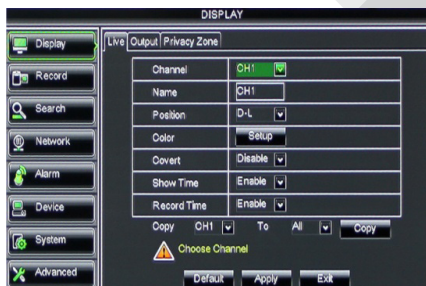 DISPLAY
Display
Record
Search
Network
Alarm
Device
System
Advanced
Live Output Privacy Zone
Channel CH1
Name CH1
Position D-L
Color Setup
Covert Disable
Show Time Enable
Record Time Enable
Copy CH1 To All Copy
Choose Channel
Default Apply Exit